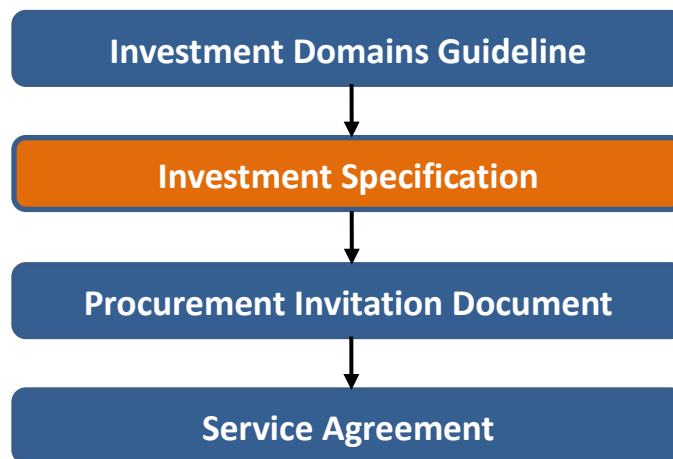 Investment Domains Guideline
Investment Specification
Procurement Invitation Document
Service Agreement